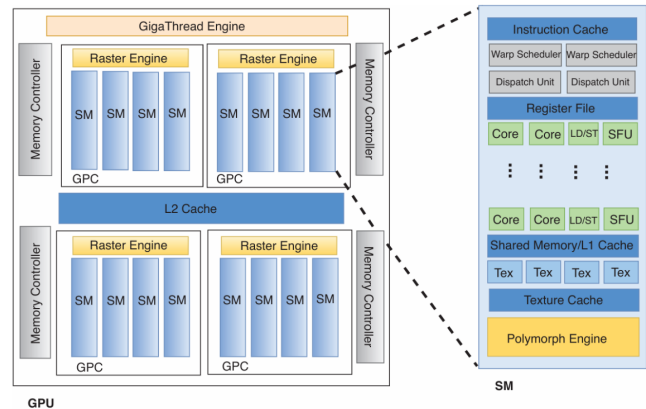 GigaThread Engine
Memory Controller
Raster Engine
SM SM SM SM
GPC
Raster Engine
SM SM SM SM
GPC
Memory Controller
L2 Cache
Memory Controller
Raster Engine
SM SM SM SM
GPC
Raster Engine
SM SM SM SM
GPC
Memory Controller
GPU
Instruction Cache
Warp Scheduler Warp Scheduler
Dispatch Unit Dispatch Unit
Register File
Core Core LD/ST SFU
Core Core LD/ST SFU
Shared Memory/L1 Cache
Tex Tex Tex Tex
Texture Cache
Polymorph Engine
SM